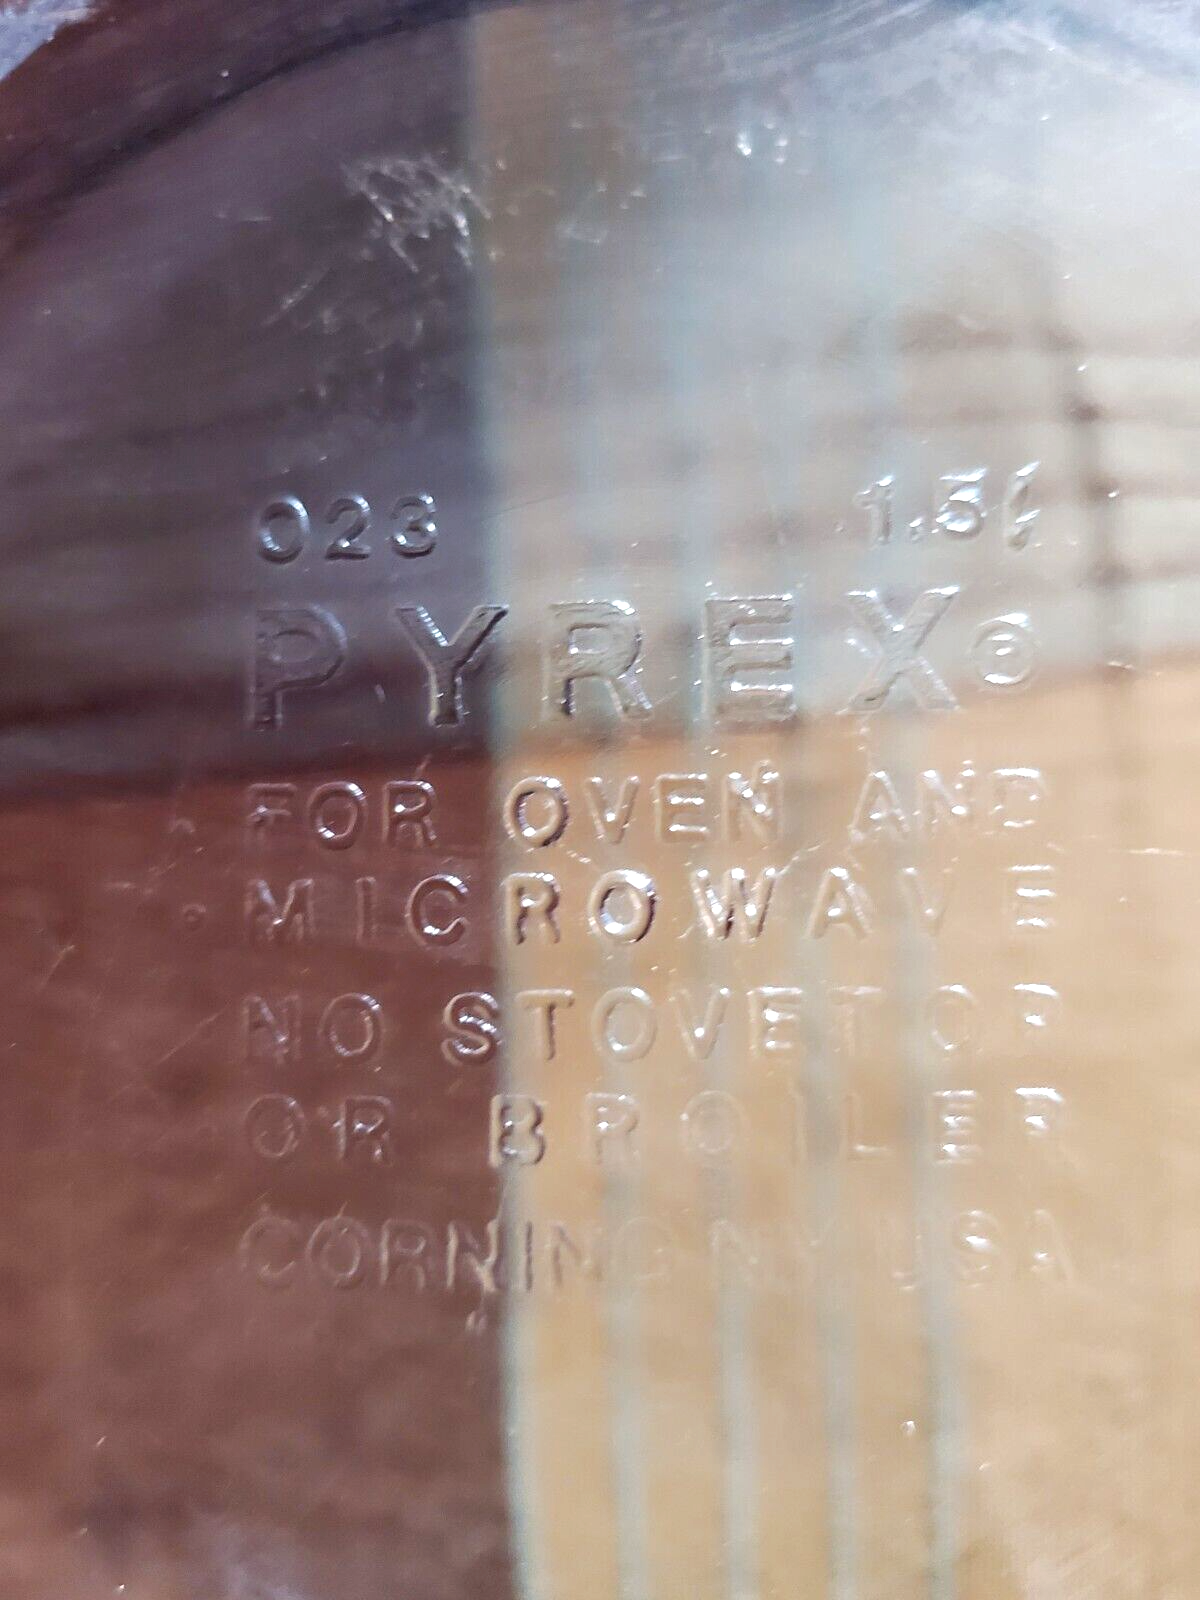 023 1.5ℓ
PYREX®
FOR OVEN AND
MICROWAVE
NO STOVETOP
OR BROILER
CORNING NY USA